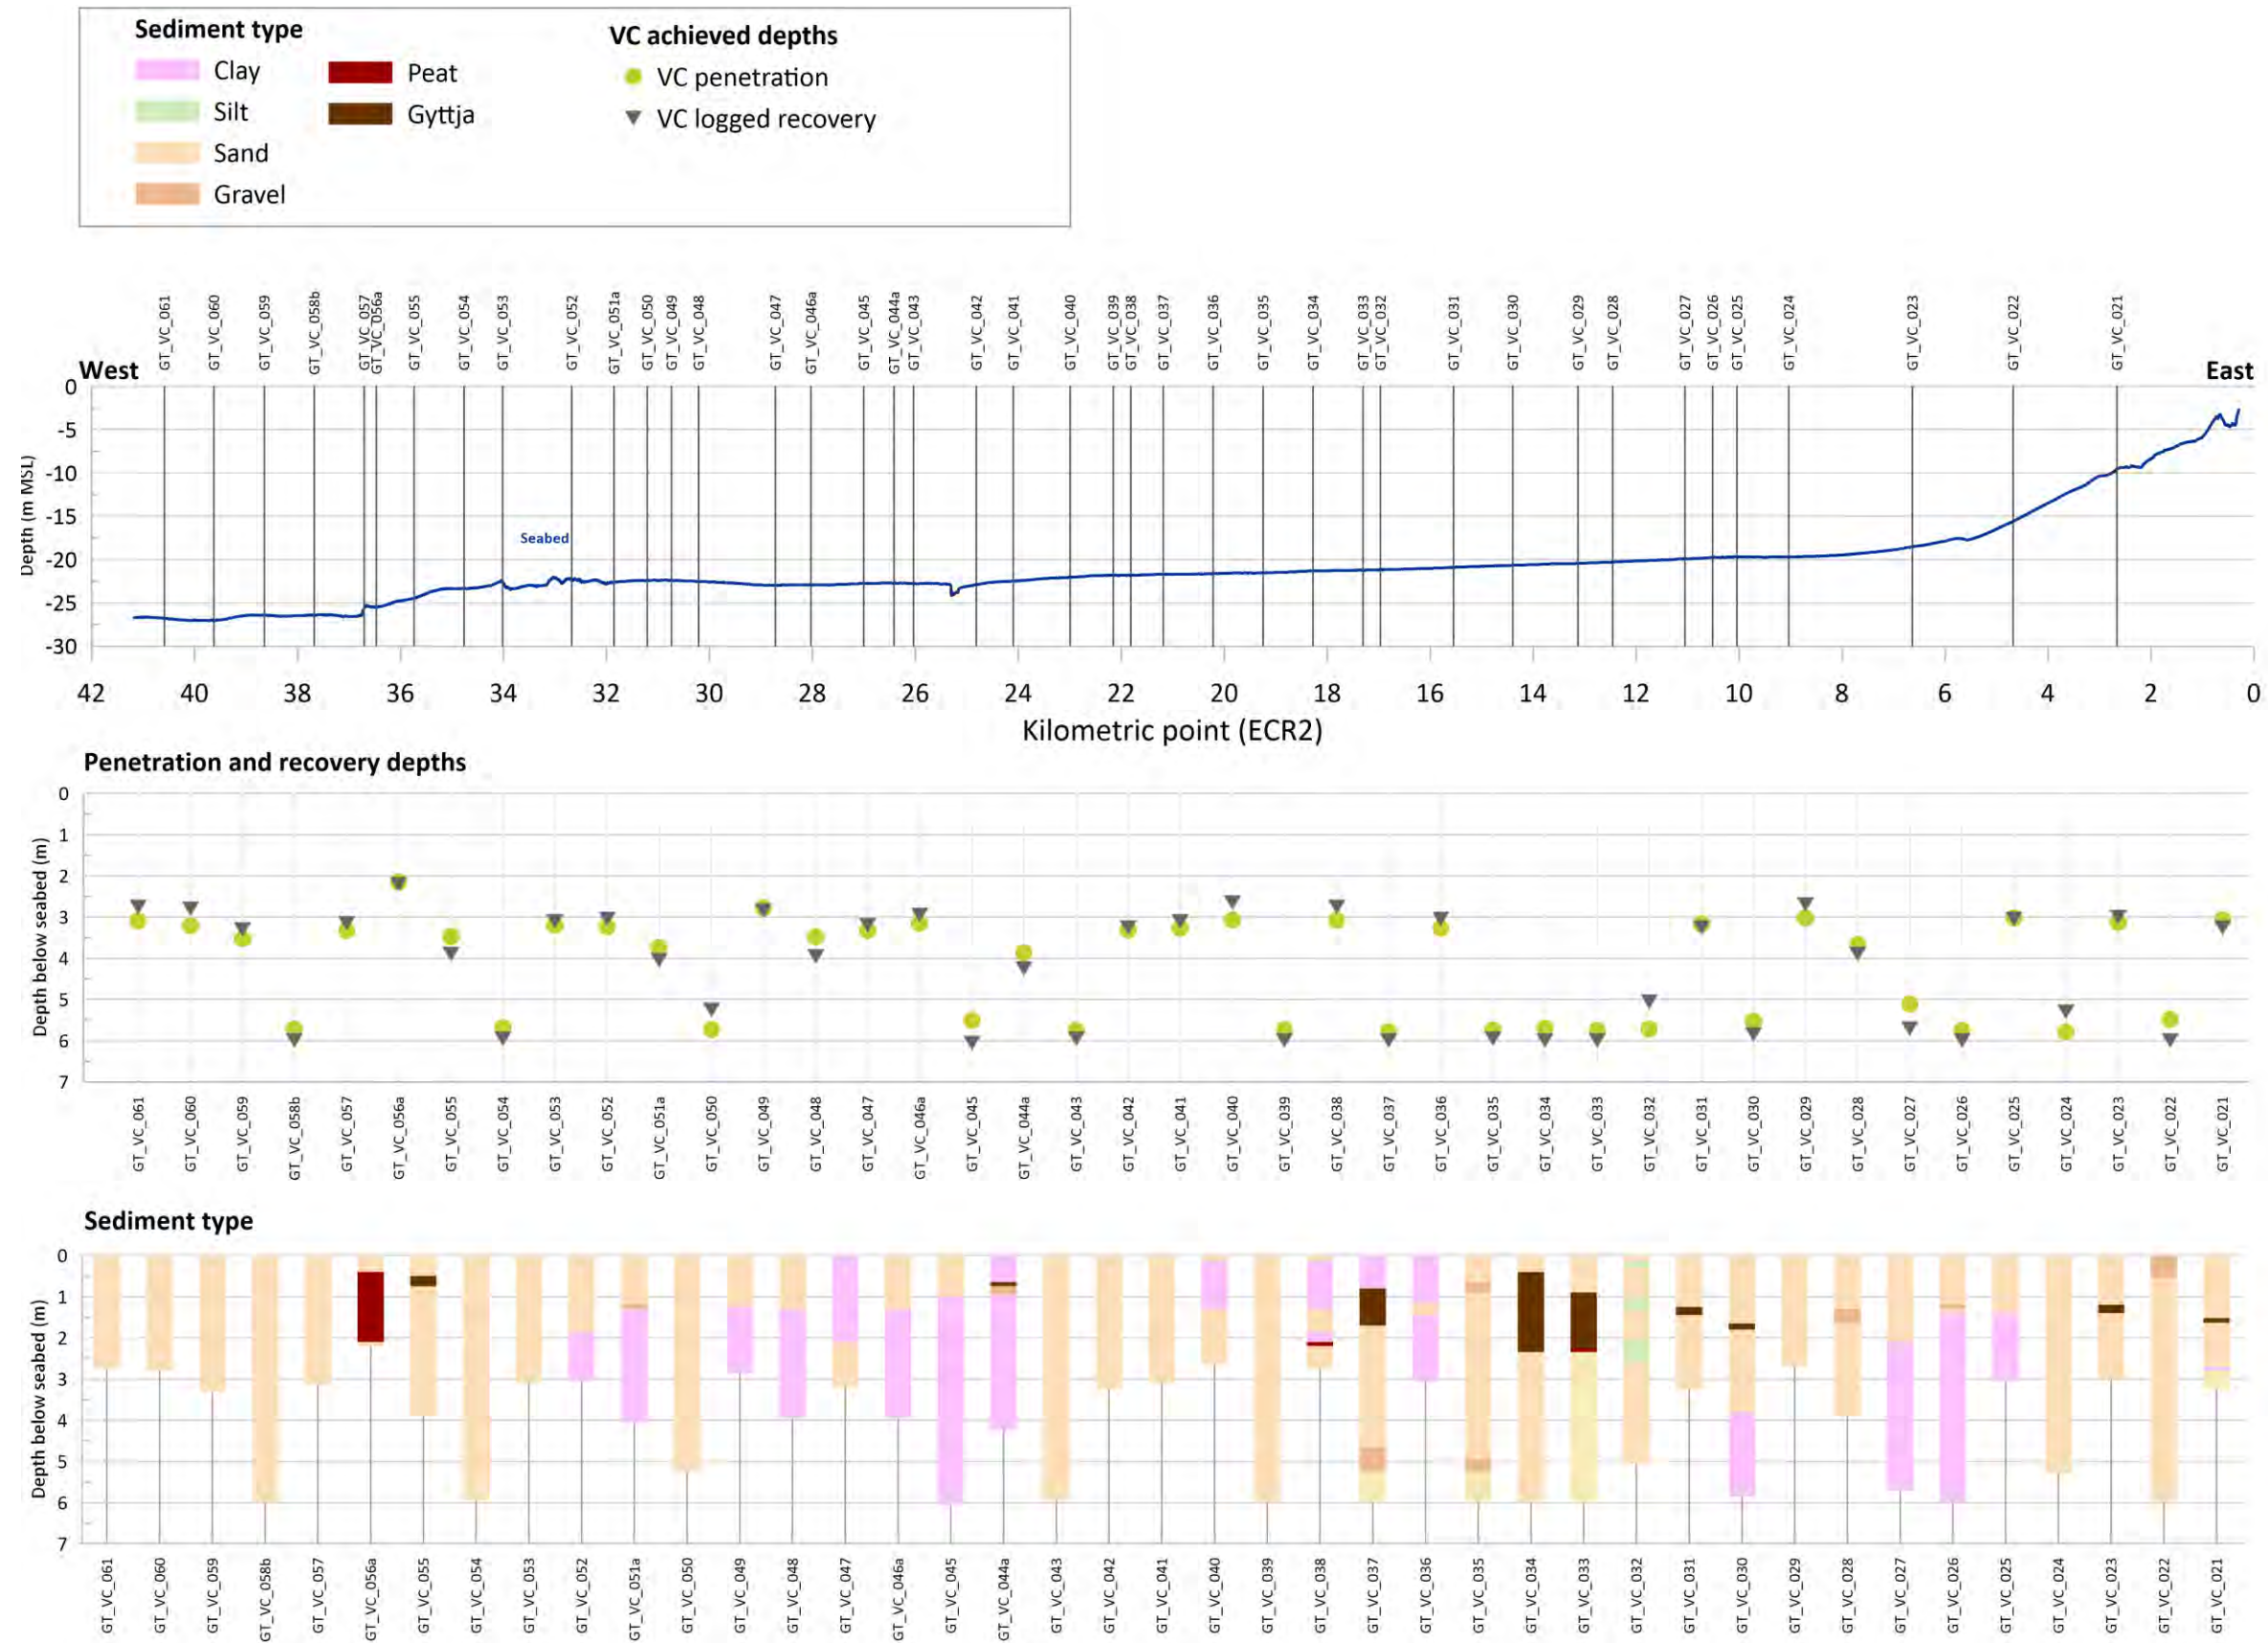 Sediment type
VC achieved depths
Clay
Peat
VC penetration
Silt
Gyttja
VC logged recovery
Sand
Gravel
GT_VC_061
GT_VC_060
GT_VC_059
GT_VC_058b
GT_VC_057
GT_VC_056a
GT_VC_055
GT_VC_054
GT_VC_053
GT_VC_052
GT_VC_051a
GT_VC_050
GT_VC_049
GT_VC_048
GT_VC_047
GT_VC_046a
GT_VC_045
GT_VC_044a
GT_VC_043
GT_VC_042
GT_VC_041
GT_VC_040
GT_VC_039
GT_VC_038
GT_VC_037
GT_VC_036
GT_VC_035
GT_VC_034
GT_VC_033
GT_VC_032
GT_VC_031
GT_VC_030
GT_VC_029
GT_VC_028
GT_VC_027
GT_VC_026
GT_VC_025
GT_VC_024
GT_VC_023
GT_VC_022
GT_VC_021
West
East
Depth (m MSL)
0
-5
-10
-15
-20
-25
-30
Seabed
42 40 38 36 34 32 30 28 26 24 22 20 18 16 14 12 10 8 6 4 2 0
Kilometric point (ECR2)
Penetration and recovery depths
Depth below seabed (m)
0
1
2
3
4
5
6
7
GT_VC_061
GT_VC_060
GT_VC_059
GT_VC_058b
GT_VC_057
GT_VC_056a
GT_VC_055
GT_VC_054
GT_VC_053
GT_VC_052
GT_VC_051a
GT_VC_050
GT_VC_049
GT_VC_048
GT_VC_047
GT_VC_046a
GT_VC_045
GT_VC_044a
GT_VC_043
GT_VC_042
GT_VC_041
GT_VC_040
GT_VC_039
GT_VC_038
GT_VC_037
GT_VC_036
GT_VC_035
GT_VC_034
GT_VC_033
GT_VC_032
GT_VC_031
GT_VC_030
GT_VC_029
GT_VC_028
GT_VC_027
GT_VC_026
GT_VC_025
GT_VC_024
GT_VC_023
GT_VC_022
GT_VC_021
Sediment type
Depth below seabed (m)
0
1
2
3
4
5
6
7
GT_VC_061
GT_VC_060
GT_VC_059
GT_VC_058b
GT_VC_057
GT_VC_056a
GT_VC_055
GT_VC_054
GT_VC_053
GT_VC_052
GT_VC_051a
GT_VC_050
GT_VC_049
GT_VC_048
GT_VC_047
GT_VC_046a
GT_VC_045
GT_VC_044a
GT_VC_043
GT_VC_042
GT_VC_041
GT_VC_040
GT_VC_039
GT_VC_038
GT_VC_037
GT_VC_036
GT_VC_035
GT_VC_034
GT_VC_033
GT_VC_032
GT_VC_031
GT_VC_030
GT_VC_029
GT_VC_028
GT_VC_027
GT_VC_026
GT_VC_025
GT_VC_024
GT_VC_023
GT_VC_022
GT_VC_021